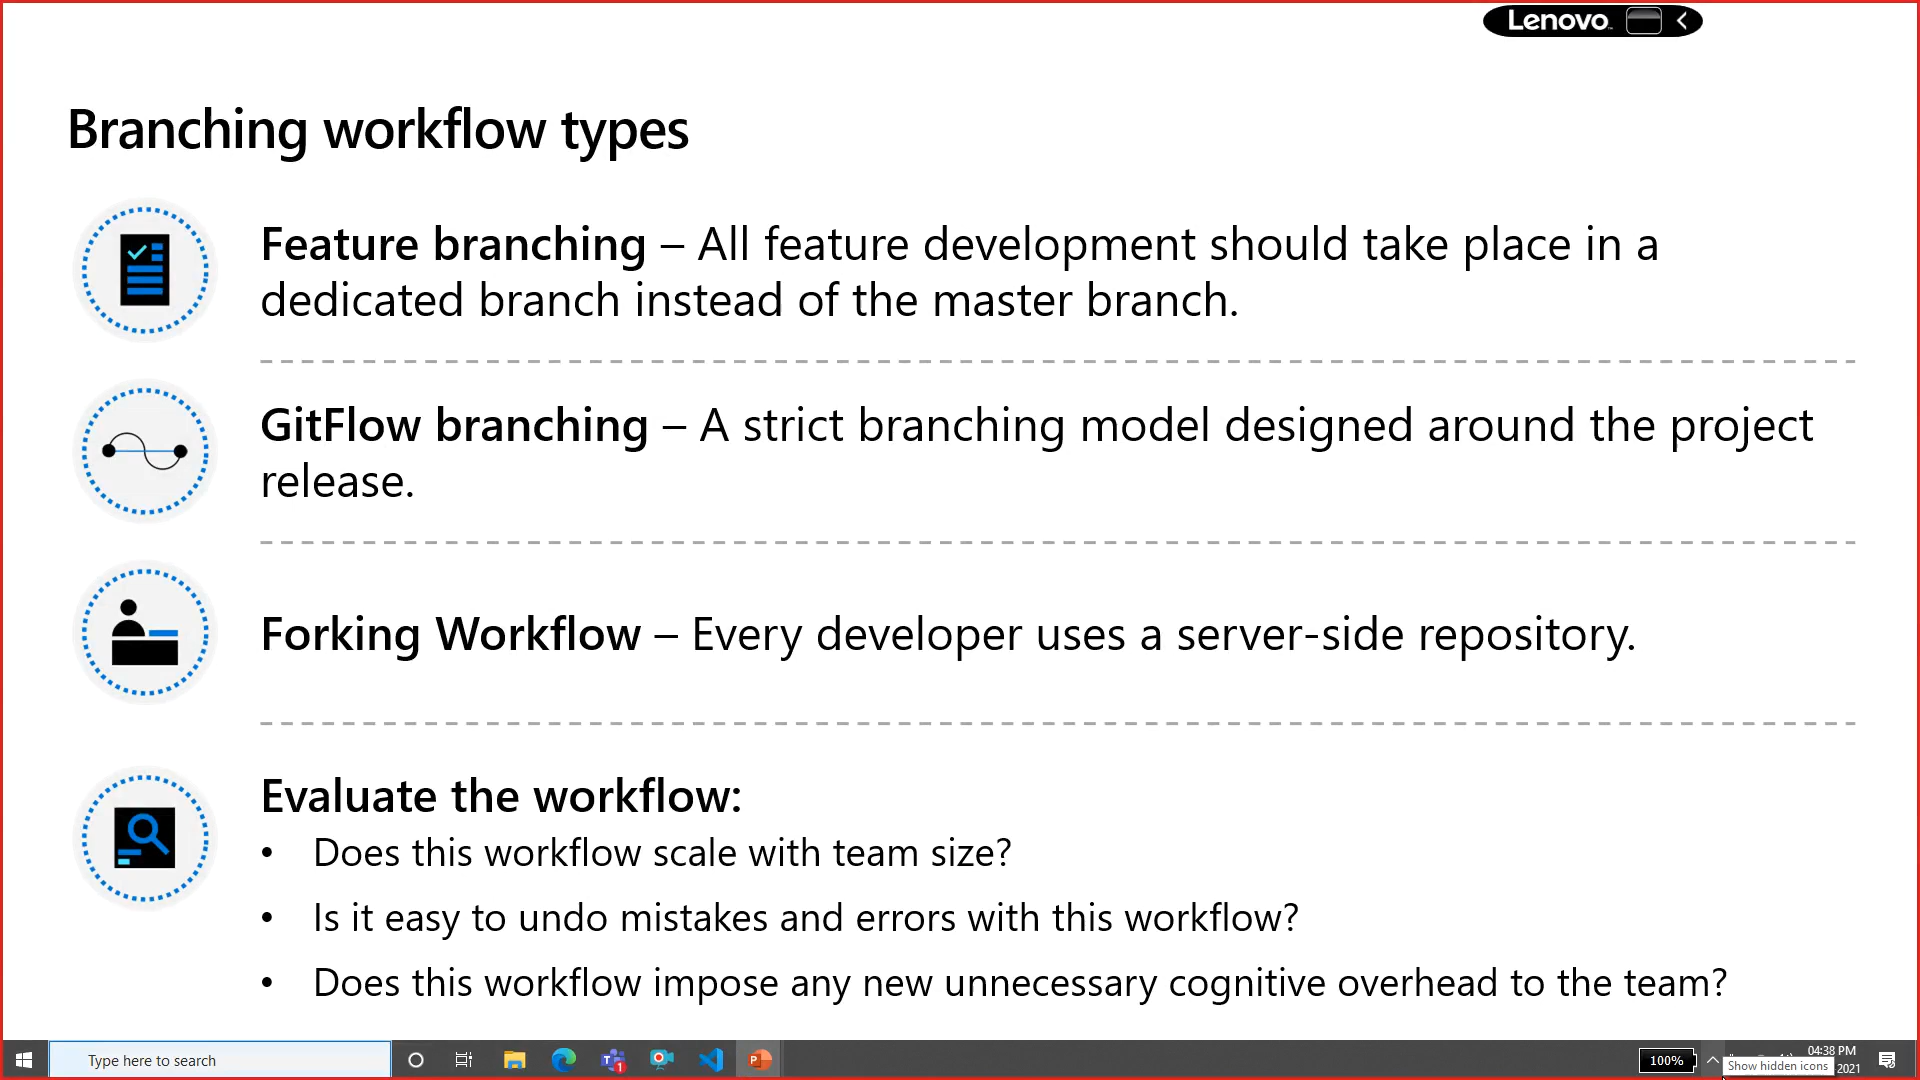 Lenovo
Branching workflow types
Feature branching – All feature development should take place in a
dedicated branch instead of the master branch.
GitFlow branching – A strict branching model designed around the project
release.
Forking Workflow – Every developer uses a server-side repository.
Evaluate the workflow:
• Does this workflow scale with team size?
• Is it easy to undo mistakes and errors with this workflow?
• Does this workflow impose any new unnecessary cognitive overhead to the team?
Type here to search
100%
04:38 PM
Show hidden icons
2021